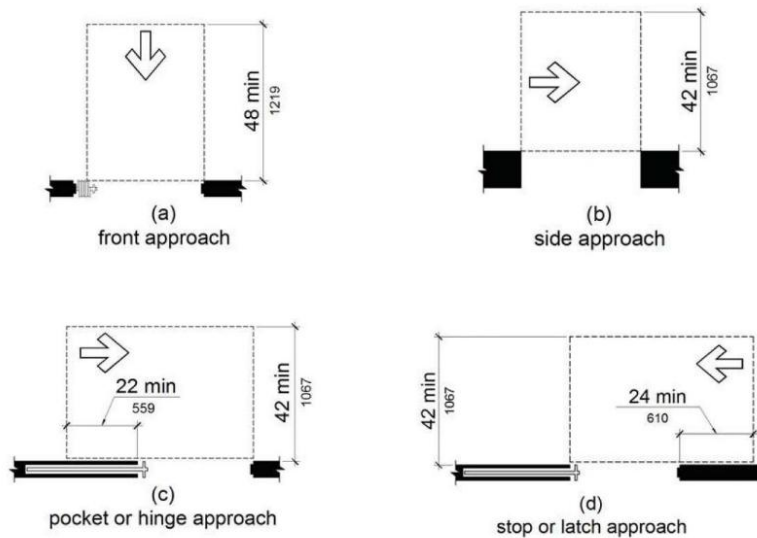 48 min
1219
(a)
front approach
42 min
1067
(b)
side approach
22 min
559
42 min
1067
(c)
pocket or hinge approach
42 min
1067
24 min
610
(d)
stop or latch approach